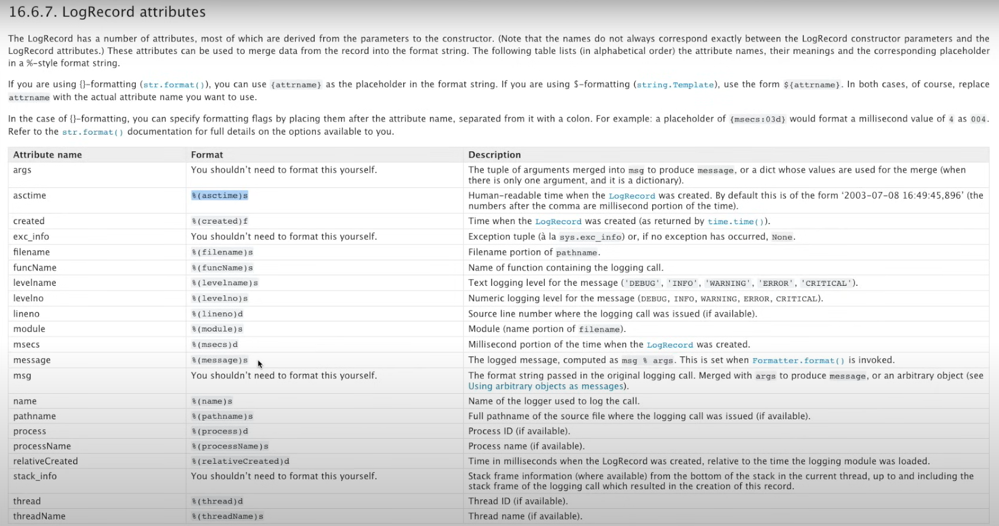 16.6.7. LogRecord attributes
The LogRecord has a number of attributes, most of which are derived from the parameters to the constructor. (Note that the names do not always correspond exactly between the LogRecord constructor parameters and the
LogRecord attributes.) These attributes can be used to merge data from the record into the format string. The following table lists (in alphabetical order) the attribute names, their meanings and the corresponding placeholder
in a %-style format string.
If you are using {}-formatting (str.format()), you can use {attrname} as the placeholder in the format string. If you are using $-formatting (string.Template), use the form ${attrname}. In both cases, of course, replace
attrname with the actual attribute name you want to use.
In the case of {}-formatting, you can specify formatting flags by placing them after the attribute name, separated from it with a colon. For example: a placeholder of {msecs:03d} would format a millisecond value of 4 as 004.
Refer to the str.format() documentation for full details on the options available to you.
Attribute name Format Description
args You shouldn’t need to format this yourself. The tuple of arguments merged into msg to produce message, or a dict whose values are used for the merge (when
there is only one argument, and it is a dictionary).
asctime %(asctime)s Human-readable time when the LogRecord was created. By default this is of the form ‘2003-07-08 16:49:45,896’ (the
numbers after the comma are millisecond portion of the time).
created %(created)f Time when the LogRecord was created (as returned by time.time()).
exc_info You shouldn’t need to format this yourself. Exception tuple (à la sys.exc_info) or, if no exception has occurred, None.
filename %(filename)s Filename portion of pathname.
funcName %(funcName)s Name of function containing the logging call.
levelname %(levelname)s Text logging level for the message ('DEBUG', 'INFO', 'WARNING', 'ERROR', 'CRITICAL').
levelno %(levelno)s Numeric logging level for the message (DEBUG, INFO, WARNING, ERROR, CRITICAL).
lineno %(lineno)d Source line number where the logging call was issued (if available).
module %(module)s Module (name portion of filename).
msecs %(msecs)d Millisecond portion of the time when the LogRecord was created.
message %(message)s The logged message, computed as msg % args. This is set when Formatter.format() is invoked.
msg You shouldn’t need to format this yourself. The format string passed in the original logging call. Merged with args to produce message, or an arbitrary object (see
Using arbitrary objects as messages).
name %(name)s Name of the logger used to log the call.
pathname %(pathname)s Full pathname of the source file where the logging call was issued (if available).
process %(process)d Process ID (if available).
processName %(processName)s Process name (if available).
relativeCreated %(relativeCreated)d Time in milliseconds when the LogRecord was created, relative to the time the logging module was loaded.
stack_info You shouldn’t need to format this yourself. Stack frame information (where available) from the bottom of the stack in the current thread, up to and including the
stack frame of the logging call which resulted in the creation of this record.
thread %(thread)d Thread ID (if available).
threadName %(threadName)s Thread name (if available).